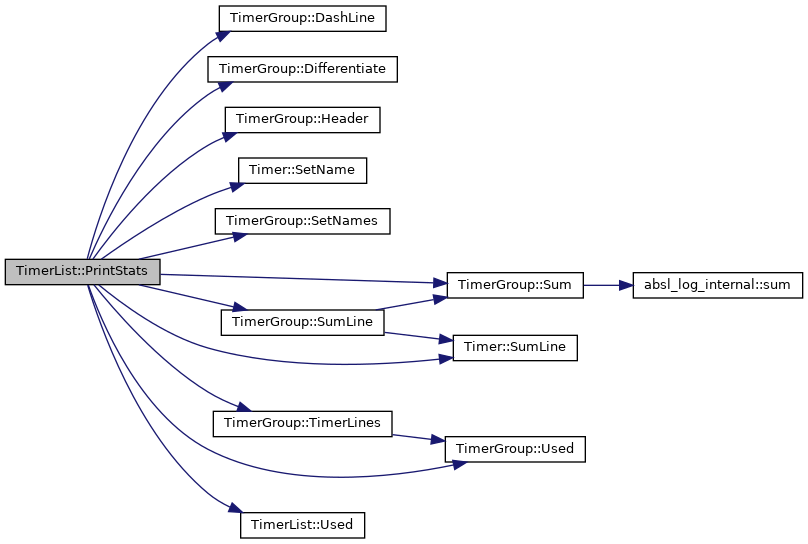 TimerGroup::DashLine
TimerGroup::Differentiate
TimerGroup::Header
Timer::SetName
TimerGroup::SetNames
TimerList::PrintStats
TimerGroup::Sum
absl_log_internal::sum
TimerGroup::SumLine
Timer::SumLine
TimerGroup::TimerLines
TimerGroup::Used
TimerList::Used